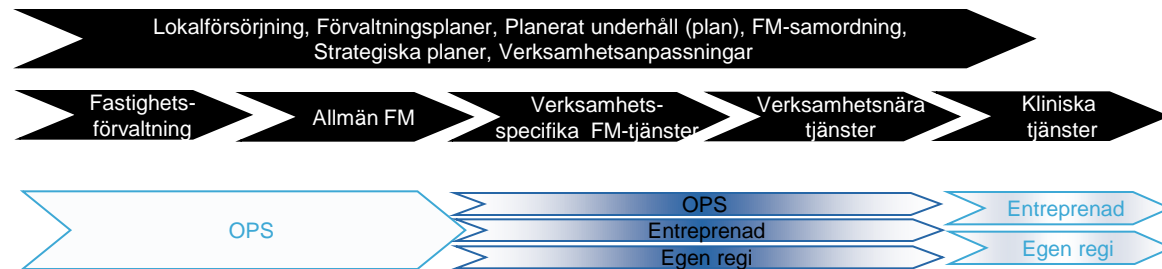 Lokalförsörjning, Förvaltningsplaner, Planerat underhåll (plan), FM-samordning,
Strategiska planer, Verksamhetsanpassningar
Fastighets-
förvaltning
Allmän FM
Verksamhets-
specifika FM-tjänster
Verksamhetsnära
tjänster
Kliniska
tjänster
OPS
OPS
Entreprenad
Egen regi
Entreprenad
Egen regi